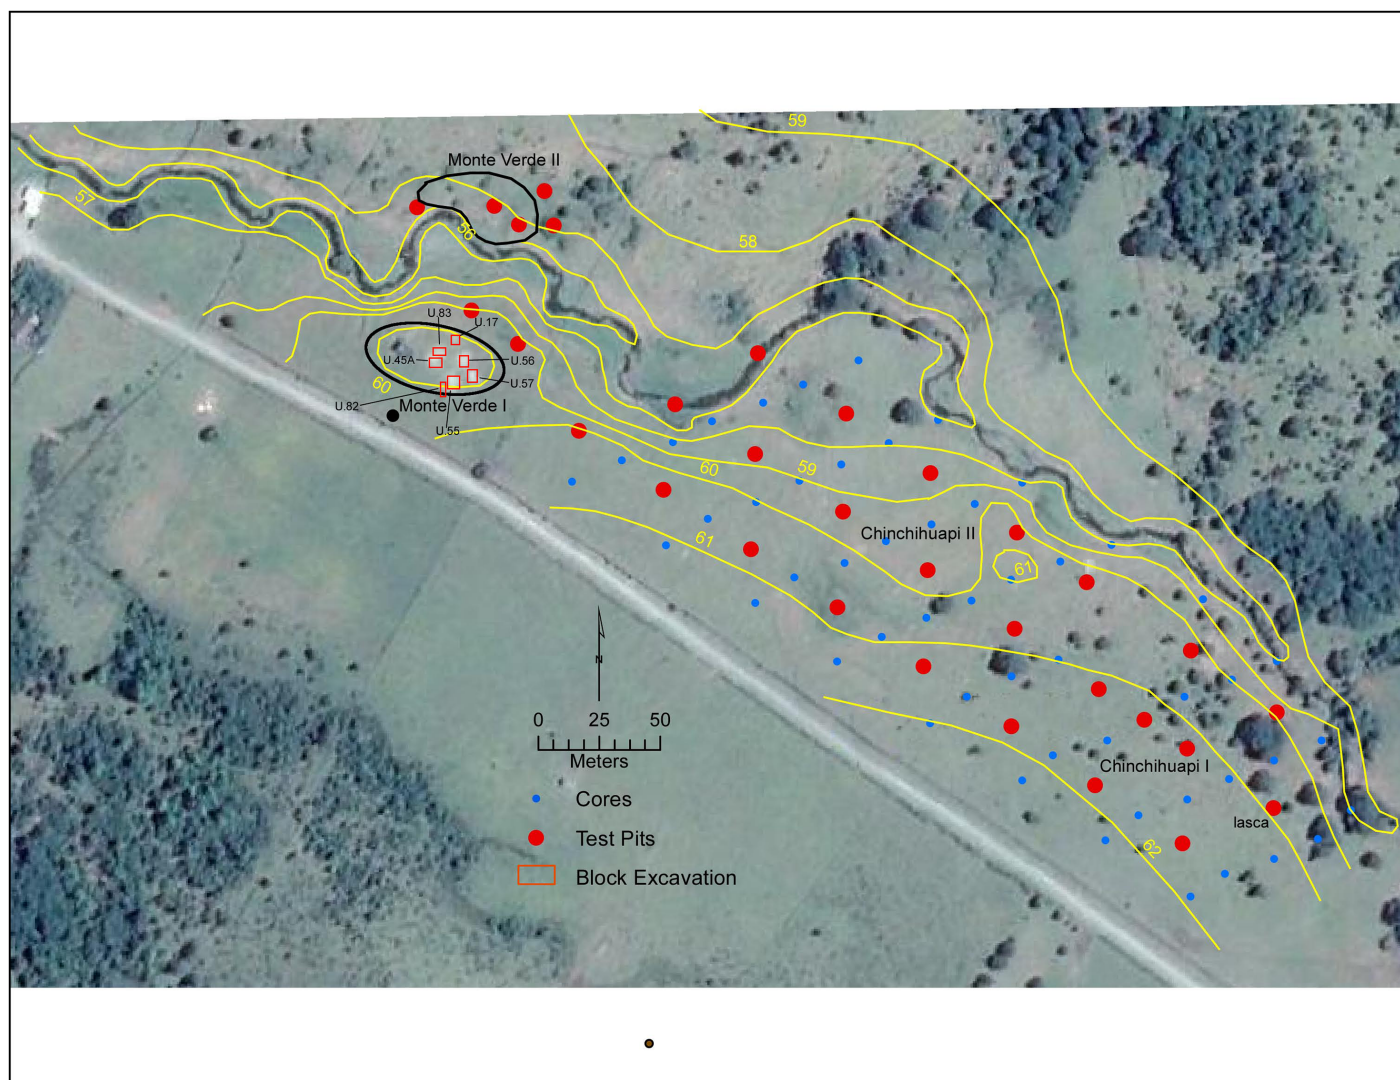 59
Monte Verde II
57
56
58
U.83
U.17
U.45A
U.56
60
U.57
U.82
Monte Verde I
U.55
60
59
61
Chinchihuapi II
61
N
0 25 50
Meters
Chinchihuapi I
Cores
lasca
Test Pits
62
Block Excavation